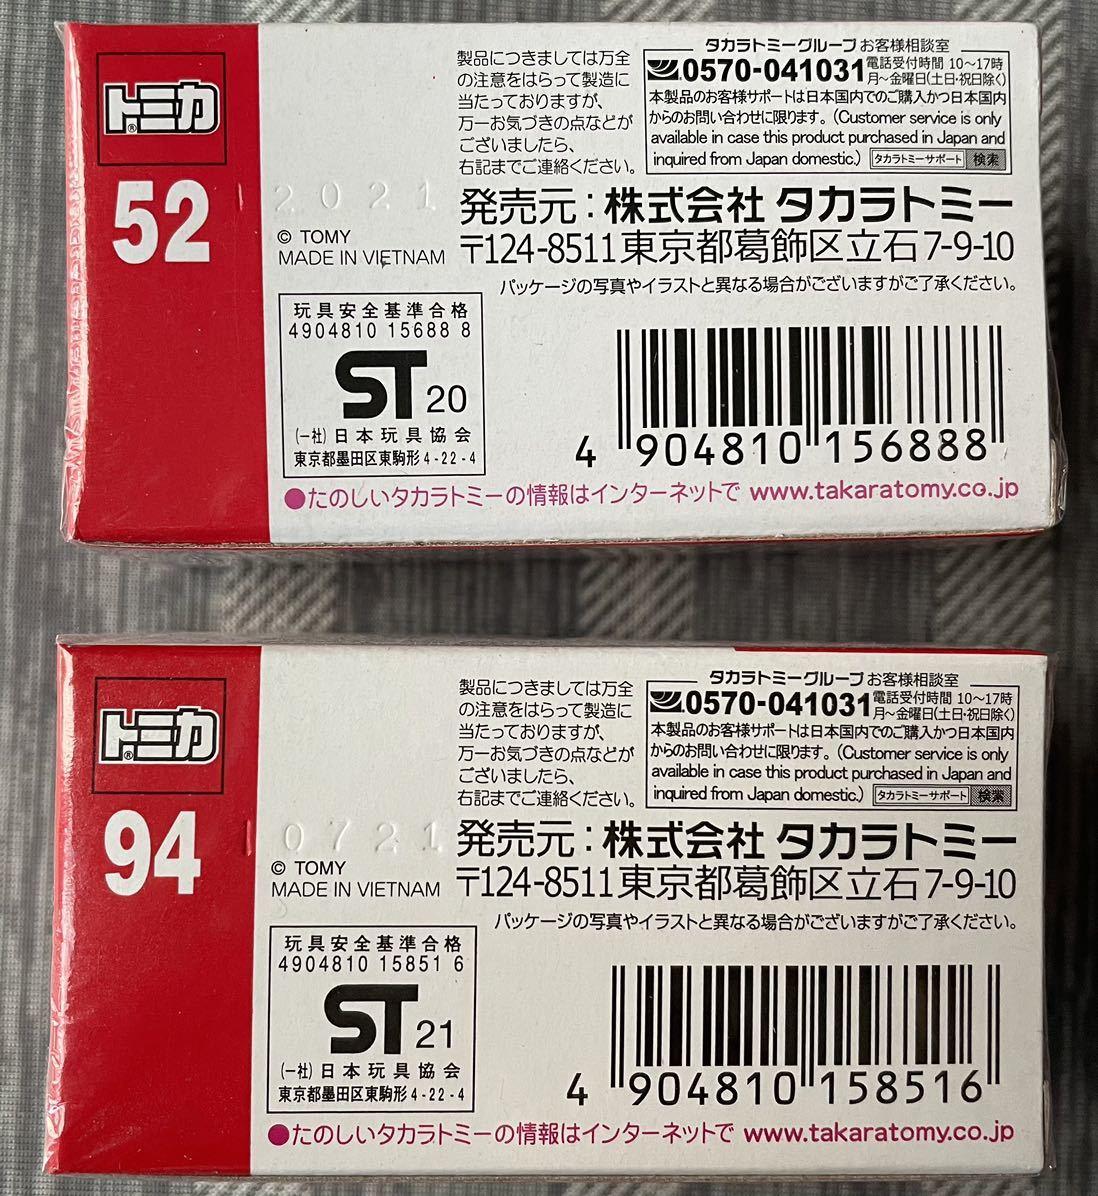 トミカ
®
52
2021
© TOMY
MADE IN VIETNAM
製品につきましては万全
の注意をはらって製造に
当たっておりますが、
万一お気づきの点などが
ございましたら、
右記までご連絡ください。
タカラトミーグループ お客様相談室
0570-041031 電話受付時間 10〜17時
月〜金曜日(土日・祝日除く)
本製品のお客様サポートは日本国内でのご購入かつ日本国内
からのお問い合わせに限ります。(Customer service is only
available in case this product purchased in Japan and
inquired from Japan domestic.) タカラトミーサポート 検索
発売元：株式会社 タカラトミー
〒124-8511 東京都葛飾区立石7-9-10
パッケージの写真やイラストと異なる場合がございますがご了承ください。
玩具安全基準合格
4904810 15688 8
ST 20
(一社)日本玩具協会
東京都墨田区東駒形4-22-4
4 904810 156888
●たのしいタカラトミーの情報はインターネットで www.takaratomy.co.jp
トミカ
®
94
0721
© TOMY
MADE IN VIETNAM
製品につきましては万全
の注意をはらって製造に
当たっておりますが、
万一お気づきの点などが
ございましたら、
右記までご連絡ください。
タカラトミーグループ お客様相談室
0570-041031 電話受付時間 10〜17時
月〜金曜日(土日・祝日除く)
本製品のお客様サポートは日本国内でのご購入かつ日本国内
からのお問い合わせに限ります。(Customer service is only
available in case this product purchased in Japan and
inquired from Japan domestic.) タカラトミーサポート 検索
発売元：株式会社 タカラトミー
〒124-8511 東京都葛飾区立石7-9-10
パッケージの写真やイラストと異なる場合がございますがご了承ください。
玩具安全基準合格
4904810 15851 6
ST 21
(一社)日本玩具協会
東京都墨田区東駒形4-22-4
4 904810 158516
●たのしいタカラトミーの情報はインターネットで www.takaratomy.co.jp